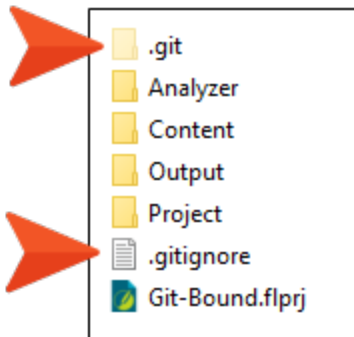 .git
Analyzer
Content
Output
Project
.gitignore
Git-Bound.flprj